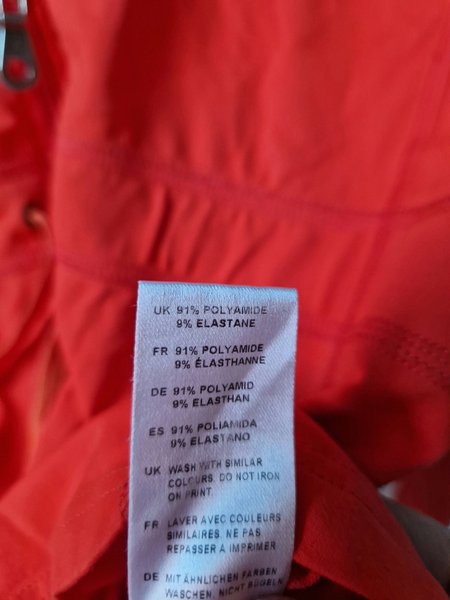 UK 91% POLYAMIDE
9% ELASTANE
FR 91% POLYAMIDE
9% ÉLASTHANNE
DE 91% POLYAMID
9% ELASTHAN
ES 91% POLIAMIDA
9% ELASTANO
UK WASH WITH SIMILAR
COLOURS. DO NOT IRON
ON PRINT
FR LAVER AVEC COULEURS
SIMILAIRES. NE PAS
REPASSER À IMPRIMER
DE MIT ÄHNLICHEN FARBEN
WASCHEN. NICHT BÜGELN